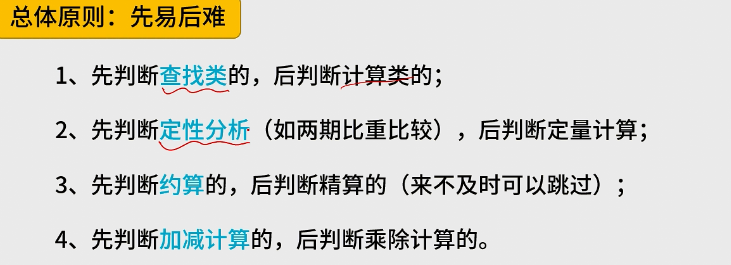 总体原则：先易后难
1、先判断查找类的，后判断计算类的；
2、先判断定性分析（如两期比重比较），后判断定量计算；
3、先判断约算的，后判断精算的（来不及时可以跳过）；
4、先判断加减计算的，后判断乘除计算的。